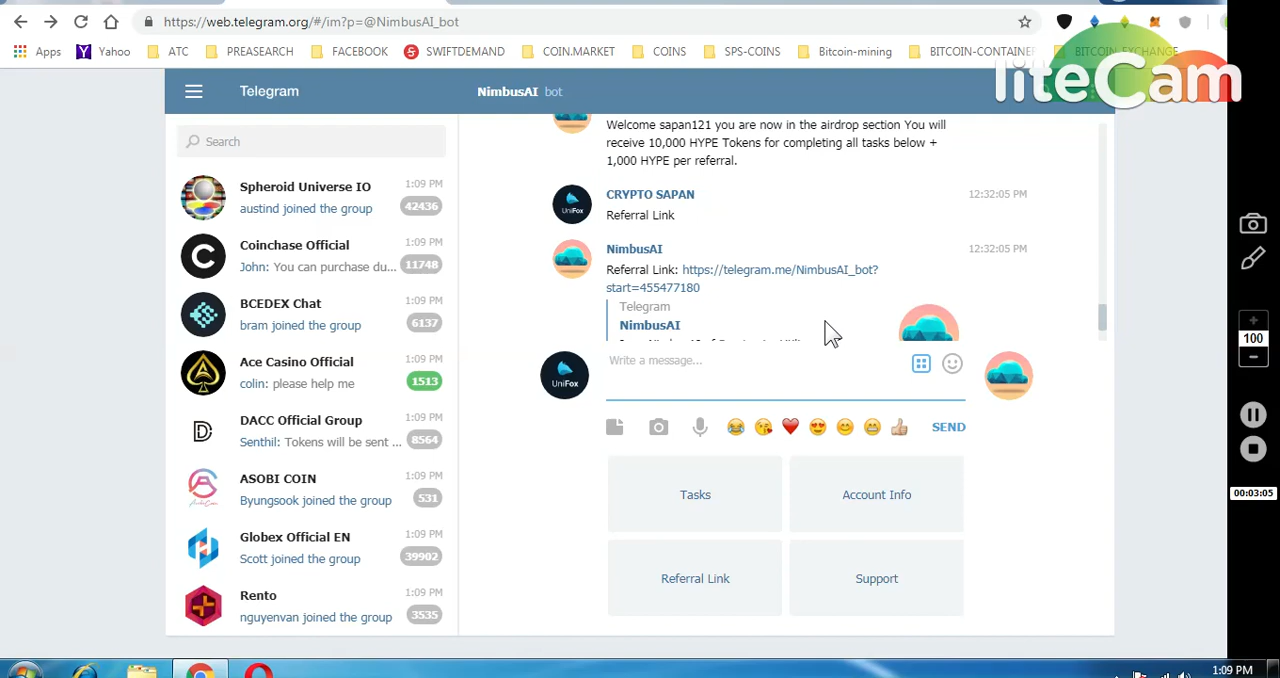 https://web.telegram.org/#/im?p=@NimbusAI_bot
Apps Yahoo ATC PREASEARCH FACEBOOK SWIFTDEMAND COIN.MARKET COINS SPS-COINS Bitcoin-mining BITCOIN-CONTAINE BITCOIN-EXCHANGE
liteCam
Telegram
NimbusAI bot
Search
Spheroid Universe IO 1:09 PM
austind joined the group 42436
Coinchase Official 1:09 PM
John: You can purchase du... 11748
BCEDEX Chat 1:09 PM
bram joined the group 6137
Ace Casino Official 1:09 PM
colin: please help me 1513
DACC Official Group 1:09 PM
Senthil: Tokens will be sent ... 8564
ASOBI COIN 1:09 PM
Byungsook joined the group 531
Globex Official EN 1:09 PM
Scott joined the group 39902
Rento 1:09 PM
nguyenvan joined the group 3535
Welcome sapan121 you are now in the airdrop section You will
receive 10,000 HYPE Tokens for completing all tasks below +
1,000 HYPE per referral.
CRYPTO SAPAN 12:32:05 PM
UniFox
Referral Link
NimbusAI 12:32:05 PM
Referral Link: https://telegram.me/NimbusAI_bot?
start=455477180
Telegram
NimbusAI
UniFox
Write a message...
SEND
Tasks
Account Info
Referral Link
Support
100
00:03:05
1:09 PM